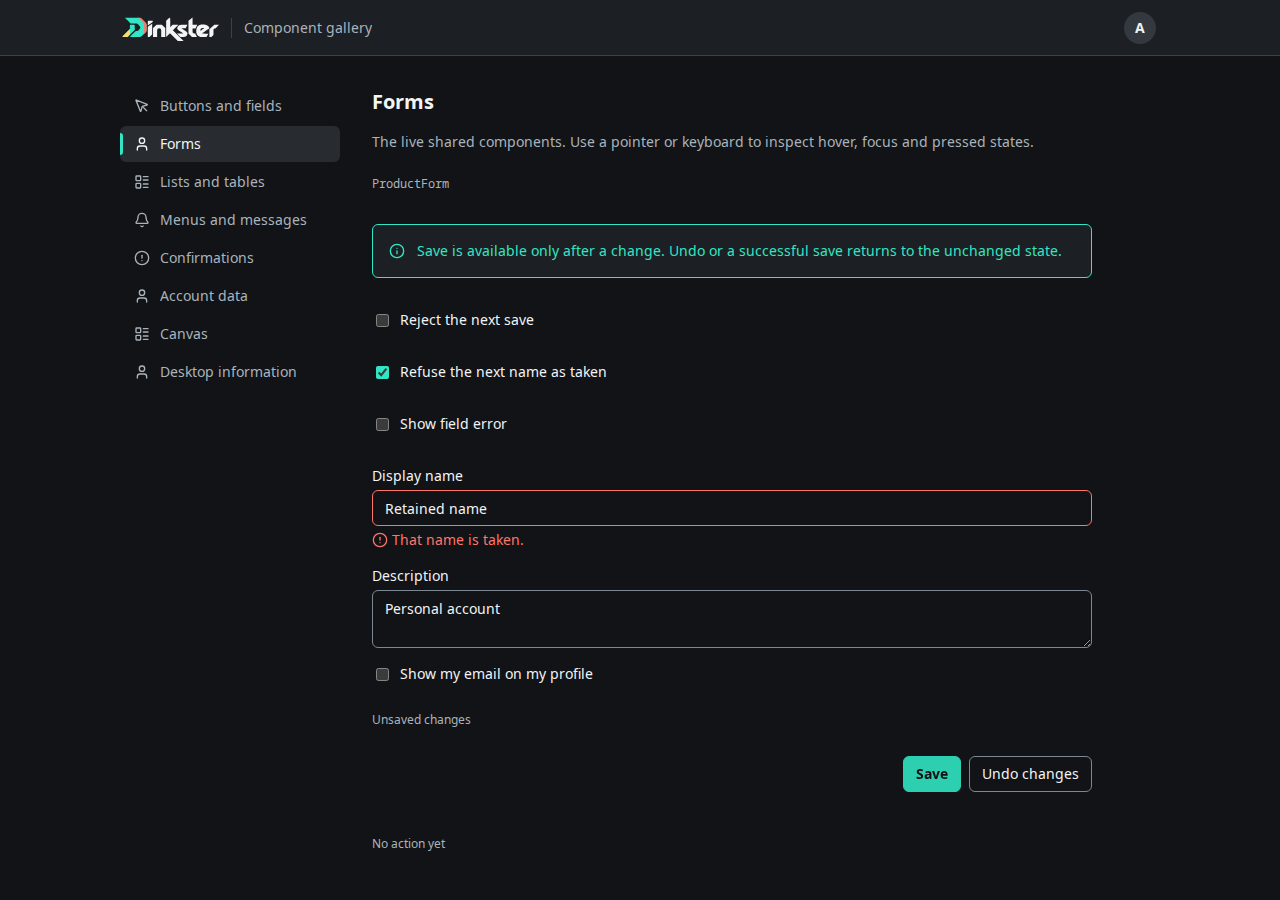 Dinkster
Component gallery
A
Buttons and fields
Forms
Lists and tables
Menus and messages
Confirmations
Account data
Canvas
Desktop information
Forms
The live shared components. Use a pointer or keyboard to inspect hover, focus and pressed states.
ProductForm
Save is available only after a change. Undo or a successful save returns to the unchanged state.
Reject the next save
Refuse the next name as taken
Show field error
Display name
Retained name
That name is taken.
Description
Personal account
Show my email on my profile
Unsaved changes
Save
Undo changes
No action yet